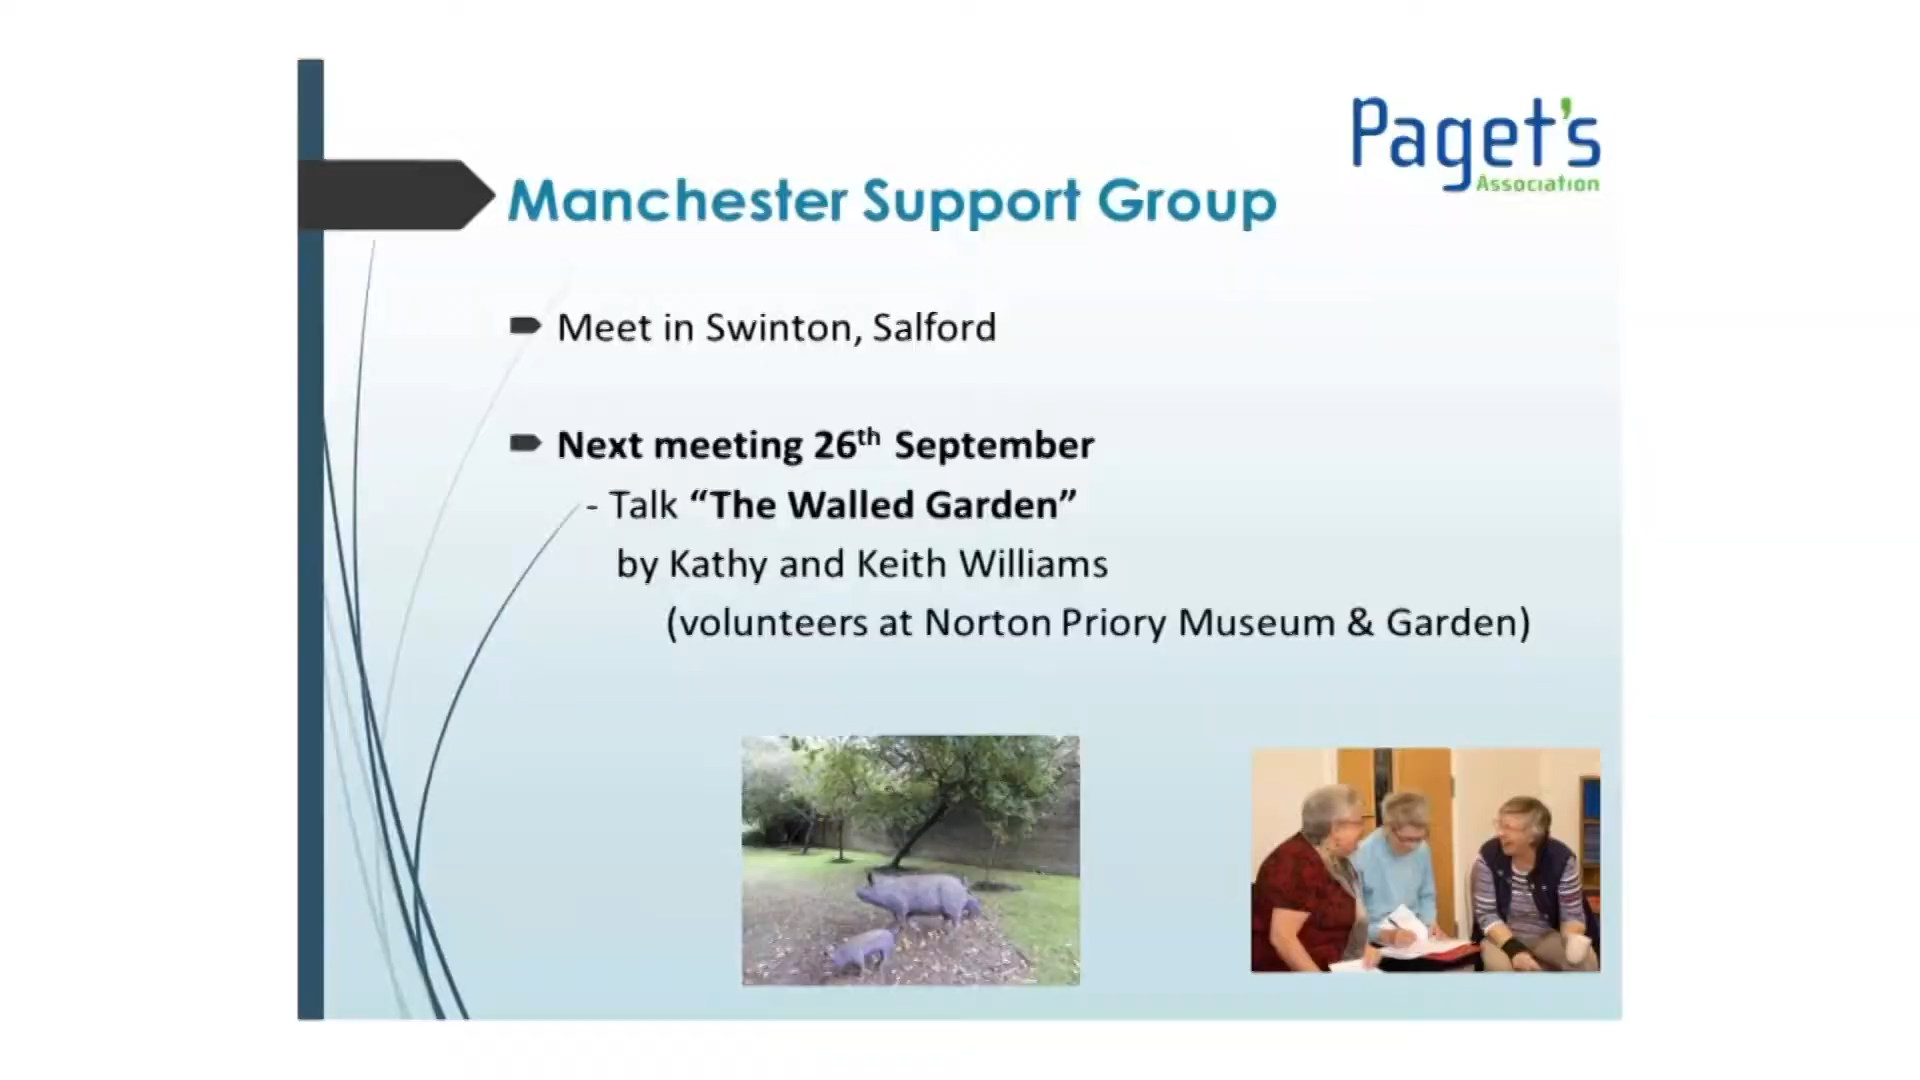 Paget's
Association
Manchester Support Group
Meet in Swinton, Salford
Next meeting 26th September
- Talk “The Walled Garden”
by Kathy and Keith Williams
(volunteers at Norton Priory Museum & Garden)